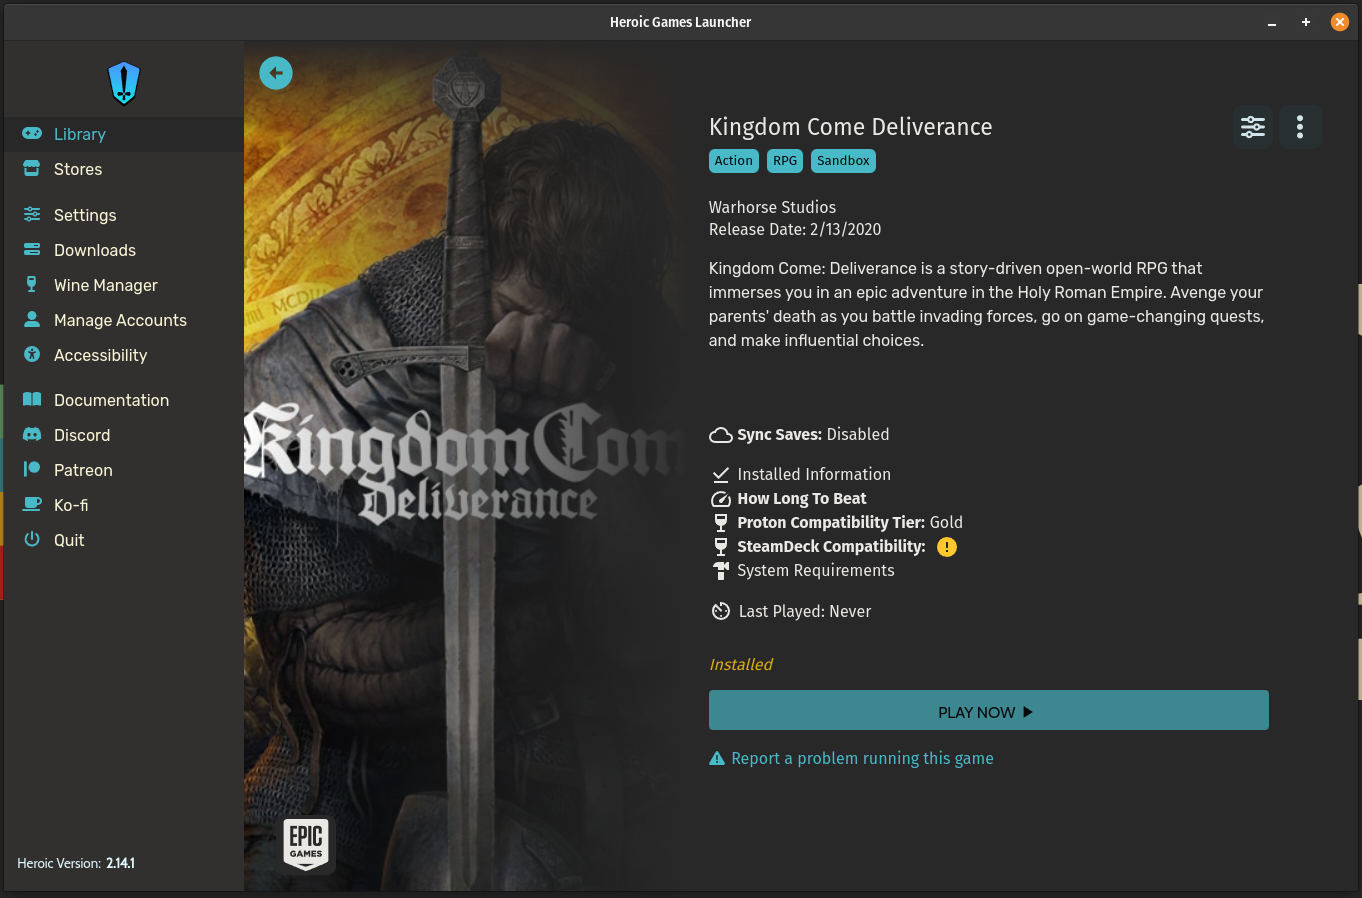 Heroic Games Launcher
Library
Stores
Settings
Downloads
Wine Manager
Manage Accounts
Accessibility
Documentation
Discord
Patreon
Ko-fi
Quit
Heroic Version: 2.14.1
Kingdom Com
Deliverance
EPIC
GAMES
Kingdom Come Deliverance
Action RPG Sandbox
Warhorse Studios
Release Date: 2/13/2020
Kingdom Come: Deliverance is a story-driven open-world RPG that
immerses you in an epic adventure in the Holy Roman Empire. Avenge your
parents' death as you battle invading forces, go on game-changing quests,
and make influential choices.
Sync Saves: Disabled
Installed Information
How Long To Beat
Proton Compatibility Tier: Gold
SteamDeck Compatibility:
System Requirements
Last Played: Never
Installed
PLAY NOW
Report a problem running this game